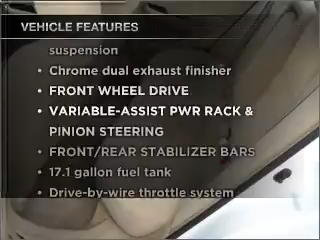 VEHICLE FEATURES
suspension
• Chrome dual exhaust finisher
• FRONT WHEEL DRIVE
• VARIABLE-ASSIST PWR RACK &
PINION STEERING
• FRONT/REAR STABILIZER BARS
• 17.1 gallon fuel tank
• Drive-by-wire throttle system